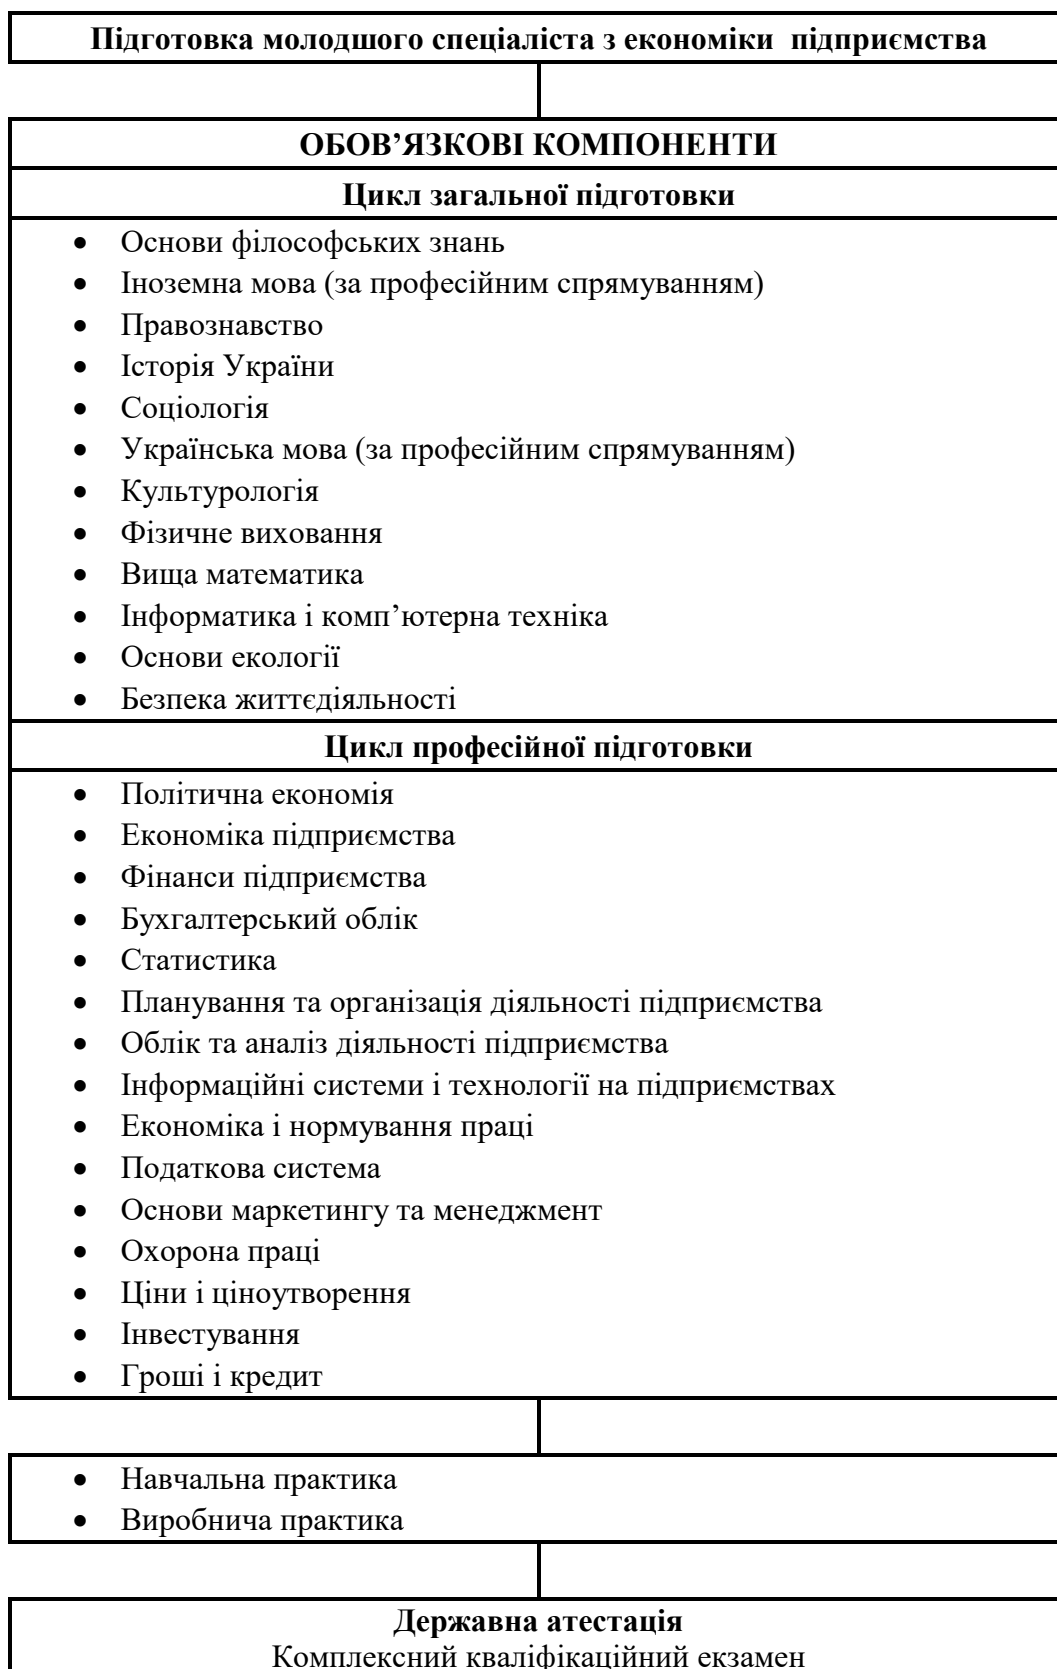 Підготовка молодшого спеціаліста з економіки підприємства
ОБОВ’ЯЗКОВІ КОМПОНЕНТИ
Цикл загальної підготовки
• Основи філософських знань
• Іноземна мова (за професійним спрямуванням)
• Правознавство
• Історія України
• Соціологія
• Українська мова (за професійним спрямуванням)
• Культурологія
• Фізичне виховання
• Вища математика
• Інформатика і комп’ютерна техніка
• Основи екології
• Безпека життєдіяльності
Цикл професійної підготовки
• Політична економія
• Економіка підприємства
• Фінанси підприємства
• Бухгалтерський облік
• Статистика
• Планування та організація діяльності підприємства
• Облік та аналіз діяльності підприємства
• Інформаційні системи і технології на підприємствах
• Економіка і нормування праці
• Податкова система
• Основи маркетингу та менеджмент
• Охорона праці
• Ціни і ціноутворення
• Інвестування
• Гроші і кредит
• Навчальна практика
• Виробнича практика
Державна атестація
Комплексний кваліфікаційний екзамен